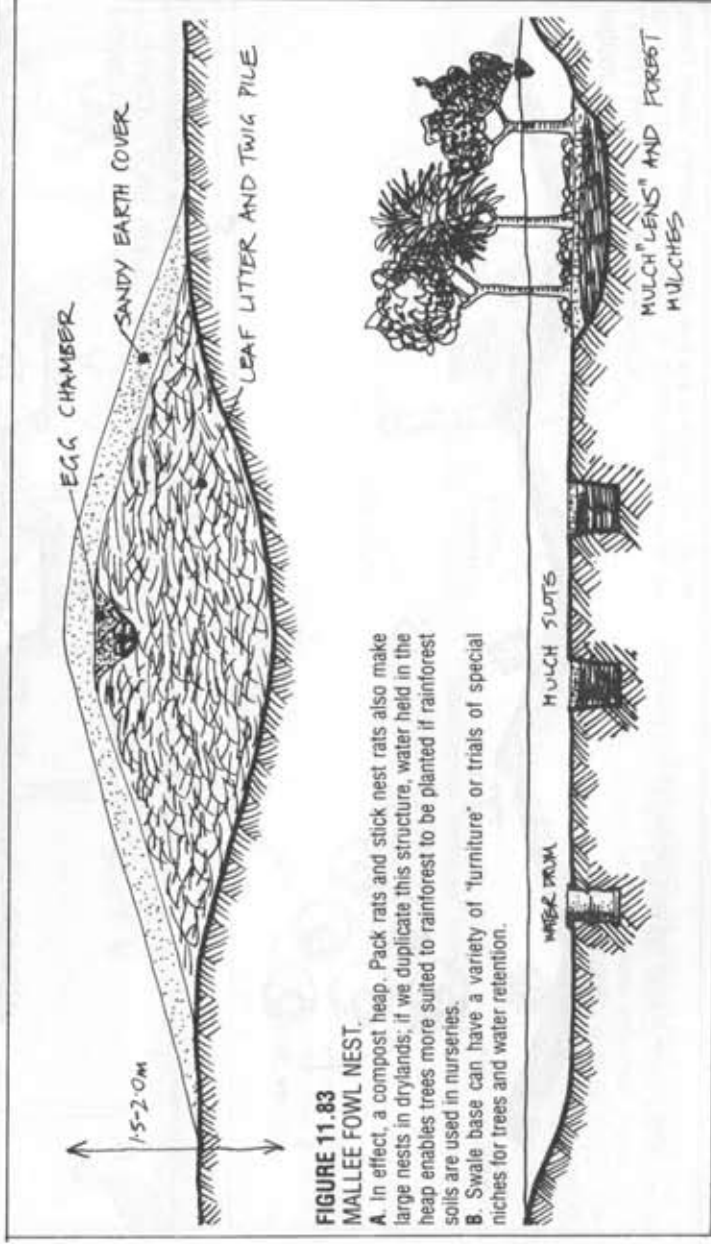 EGG CHAMBER
SANDY EARTH COVER
1·5-2·0m
LEAF LITTER AND TWIG PILE
FIGURE 11.83
MALLEE FOWL NEST.
A. In effect, a compost heap. Pack rats and stick nest rats also make
large nests in drylands; if we duplicate this structure, water held in the
heap enables trees more suited to rainforest to be planted if rainforest
soils are used in nurseries.
B. Swale base can have a variety of "furniture" or trials of special
niches for trees and water retention.
WATER DRUM
MULCH SLOTS
MULCH "LENS" AND FOREST
MULCHES